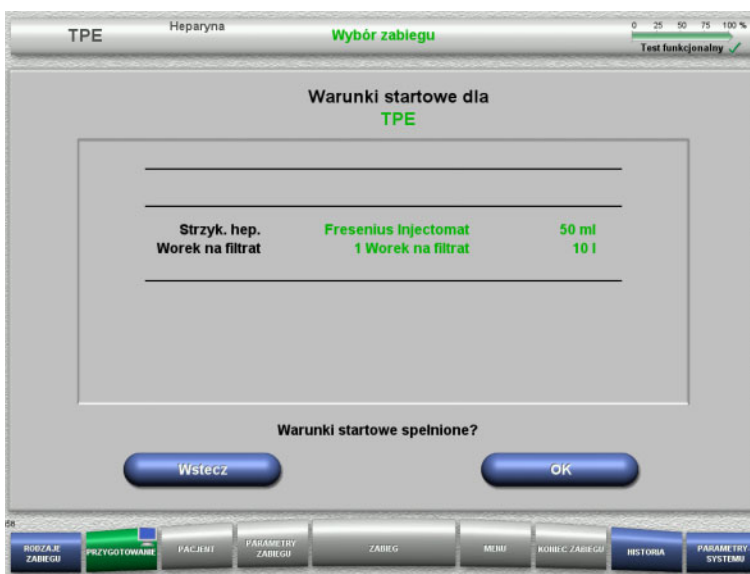 TPE
Heparyna
Wybór zabiegu
0 25 50 75 100 %
Test funkcjonalny
Warunki startowe dla
TPE
Strzyk. hep. Fresenius Injectomat 50 ml
Worek na filtrat 1 Worek na filtrat 10 l
Warunki startowe spełnione?
Wstecz
OK
58
RODZAJE
ZABIEGU
PRZYGOTOWANIE
PACJENT
PARAMETRY
ZABIEGU
ZABIEG
MENU
KONIEC ZABIEGU
HISTORIA
PARAMETRY
SYSTEMU